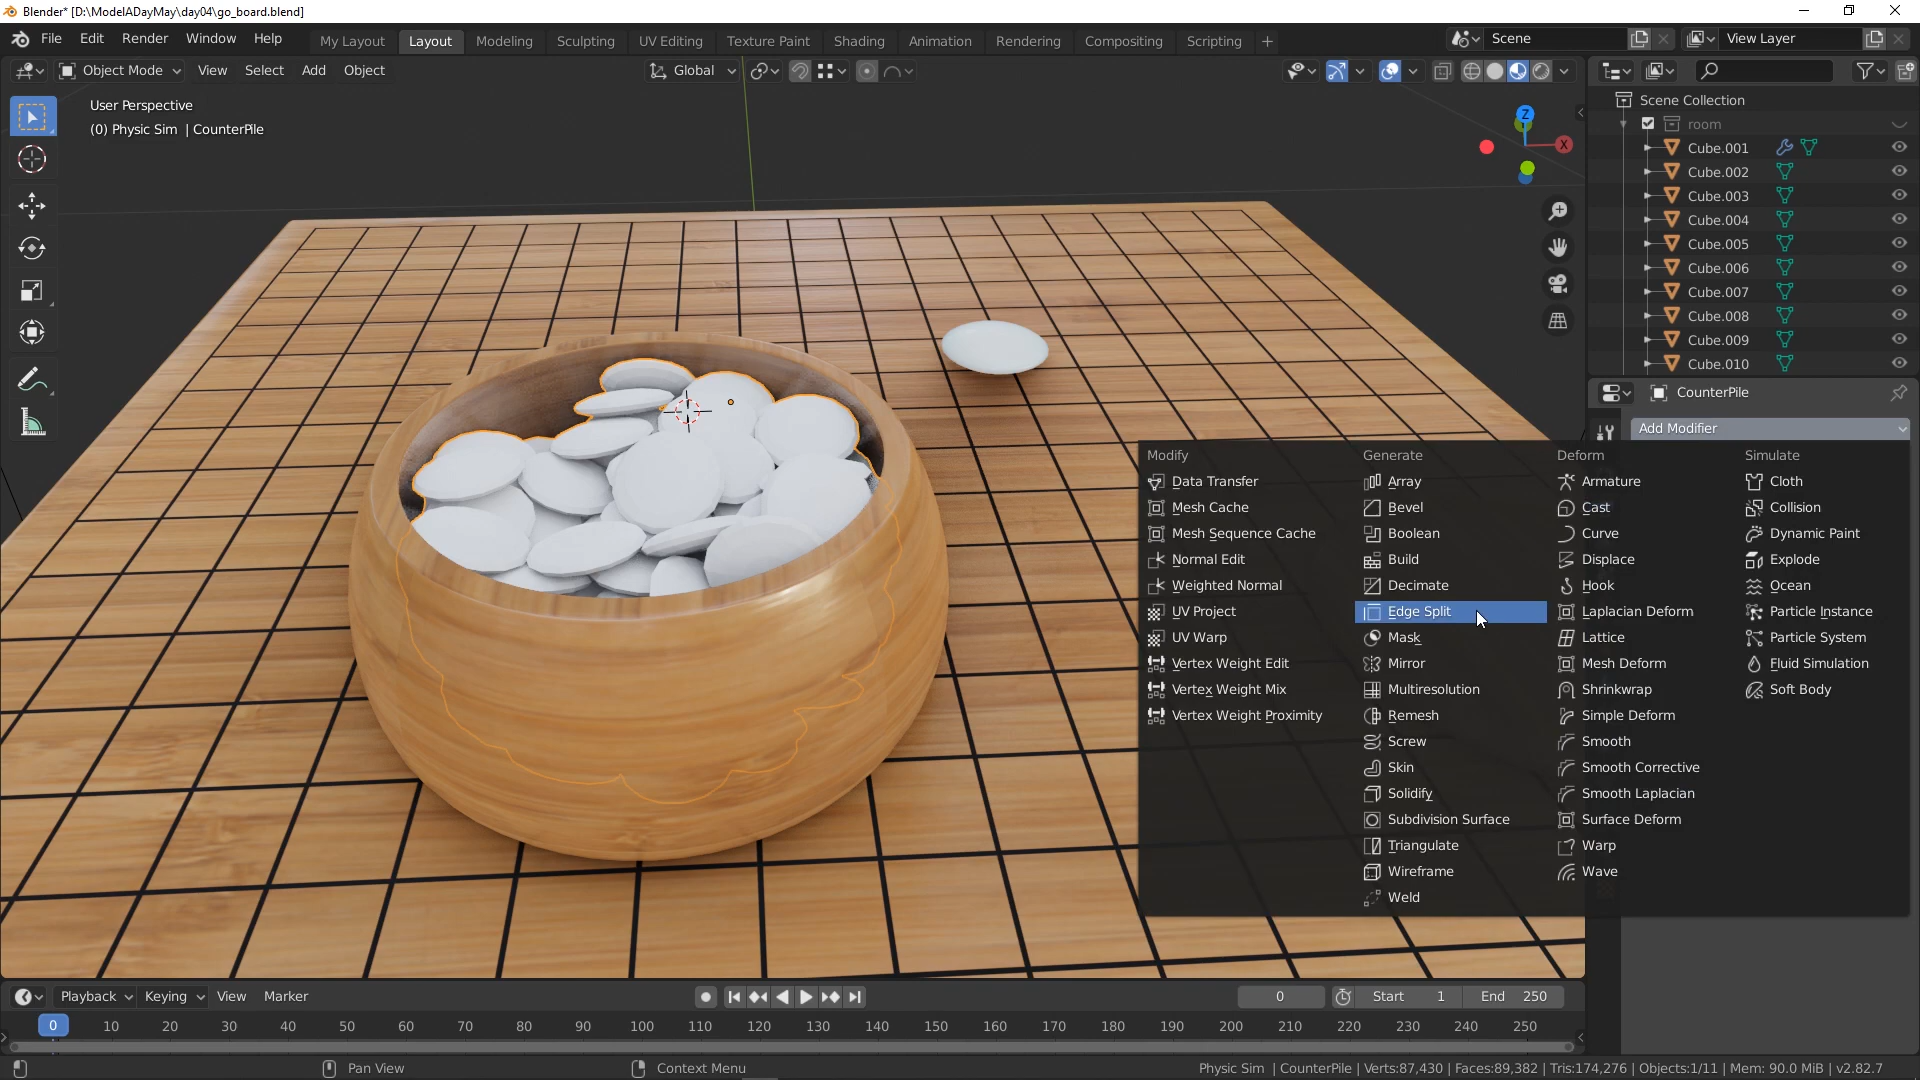 Blender* [D:\ModelADayMay\day04\go_board.blend]
File Edit Render Window Help
My Layout Layout Modeling Sculpting UV Editing Texture Paint Shading Animation Rendering Compositing Scripting +
Scene
View Layer
Object Mode View Select Add Object
Global
User Perspective
(0) Physic Sim | CounterPile
Z
Y
X
Scene Collection
room
Cube.001
Cube.002
Cube.003
Cube.004
Cube.005
Cube.006
Cube.007
Cube.008
Cube.009
Cube.010
CounterPile
Add Modifier
Modify
Data Transfer
Mesh Cache
Mesh Sequence Cache
Normal Edit
Weighted Normal
UV Project
UV Warp
Vertex Weight Edit
Vertex Weight Mix
Vertex Weight Proximity
Generate
Array
Bevel
Boolean
Build
Decimate
Edge Split
Mask
Mirror
Multiresolution
Remesh
Screw
Skin
Solidify
Subdivision Surface
Triangulate
Wireframe
Weld
Deform
Armature
Cast
Curve
Displace
Hook
Laplacian Deform
Lattice
Mesh Deform
Shrinkwrap
Simple Deform
Smooth
Smooth Corrective
Smooth Laplacian
Surface Deform
Warp
Wave
Simulate
Cloth
Collision
Dynamic Paint
Explode
Ocean
Particle Instance
Particle System
Fluid Simulation
Soft Body
Playback Keying View Marker
0
Start 1 End 250
0 10 20 30 40 50 60 70 80 90 100 110 120 130 140 150 160 170 180 190 200 210 220 230 240 250
Pan View
Context Menu
Physic Sim | CounterPile | Verts:87,430 | Faces:89,382 | Tris:174,276 | Objects:1/11 | Mem: 90.0 MiB | v2.82.7